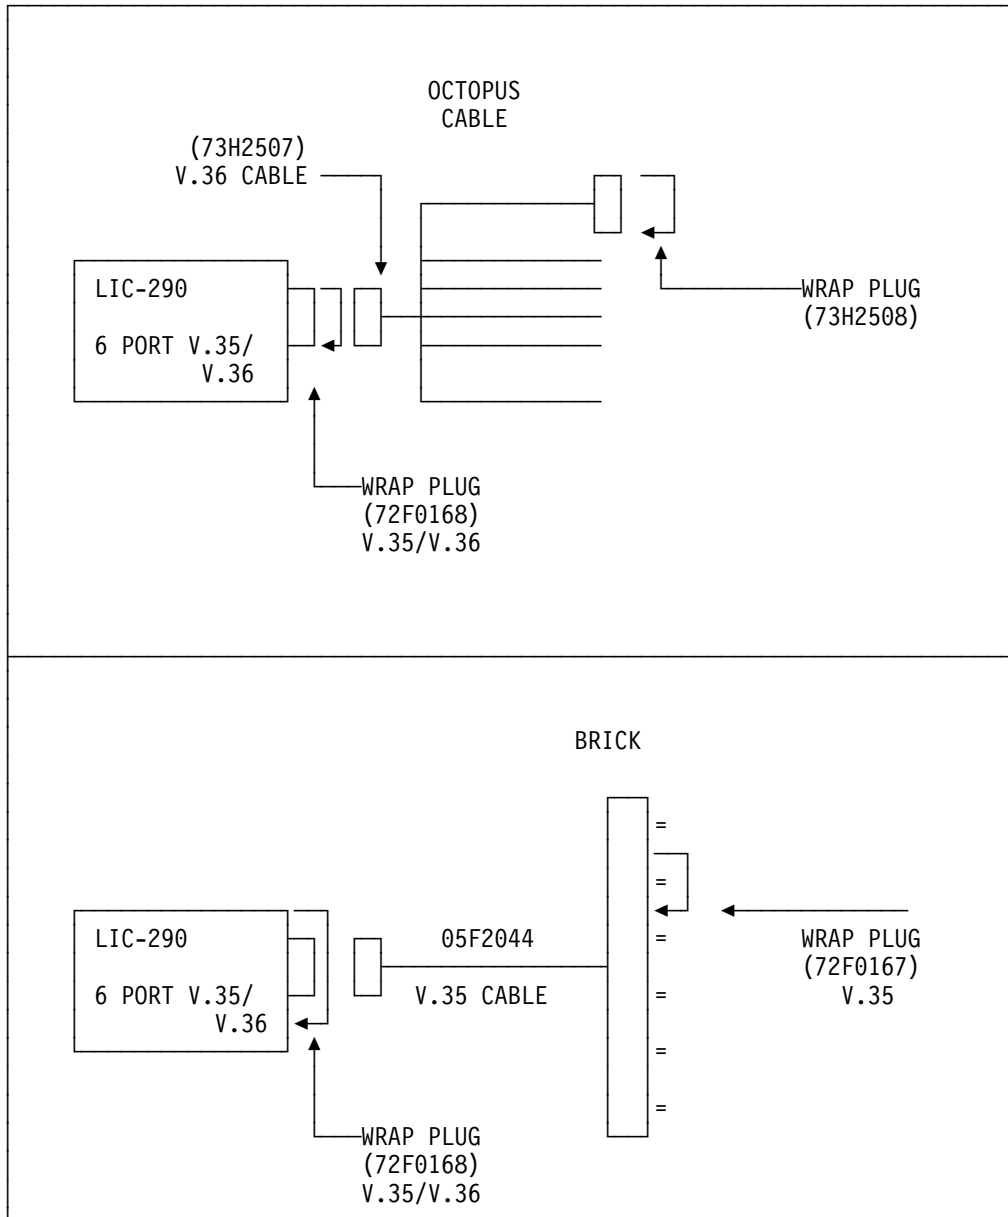 OCTOPUS
CABLE
(73H2507)
V.36 CABLE
LIC-290
6 PORT V.35/
V.36
WRAP PLUG
(73H2508)
WRAP PLUG
(72F0168)
V.35/V.36
BRICK
=
=
=
=
=
=
LIC-290
6 PORT V.35/
V.36
05F2044
V.35 CABLE
WRAP PLUG
(72F0167)
V.35
WRAP PLUG
(72F0168)
V.35/V.36